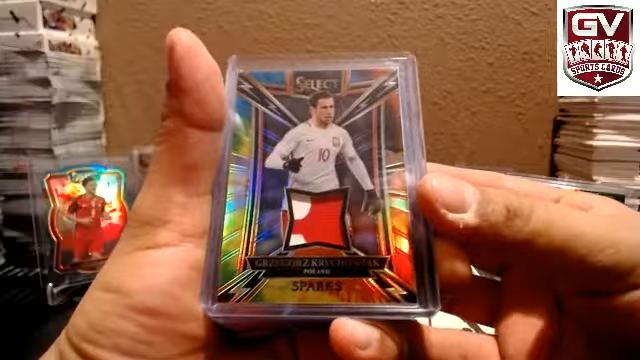 GV
SPORTS CARDS
SELECT
10
GRZEGORZ KRYCHOWIAK
POLAND
SPARKS